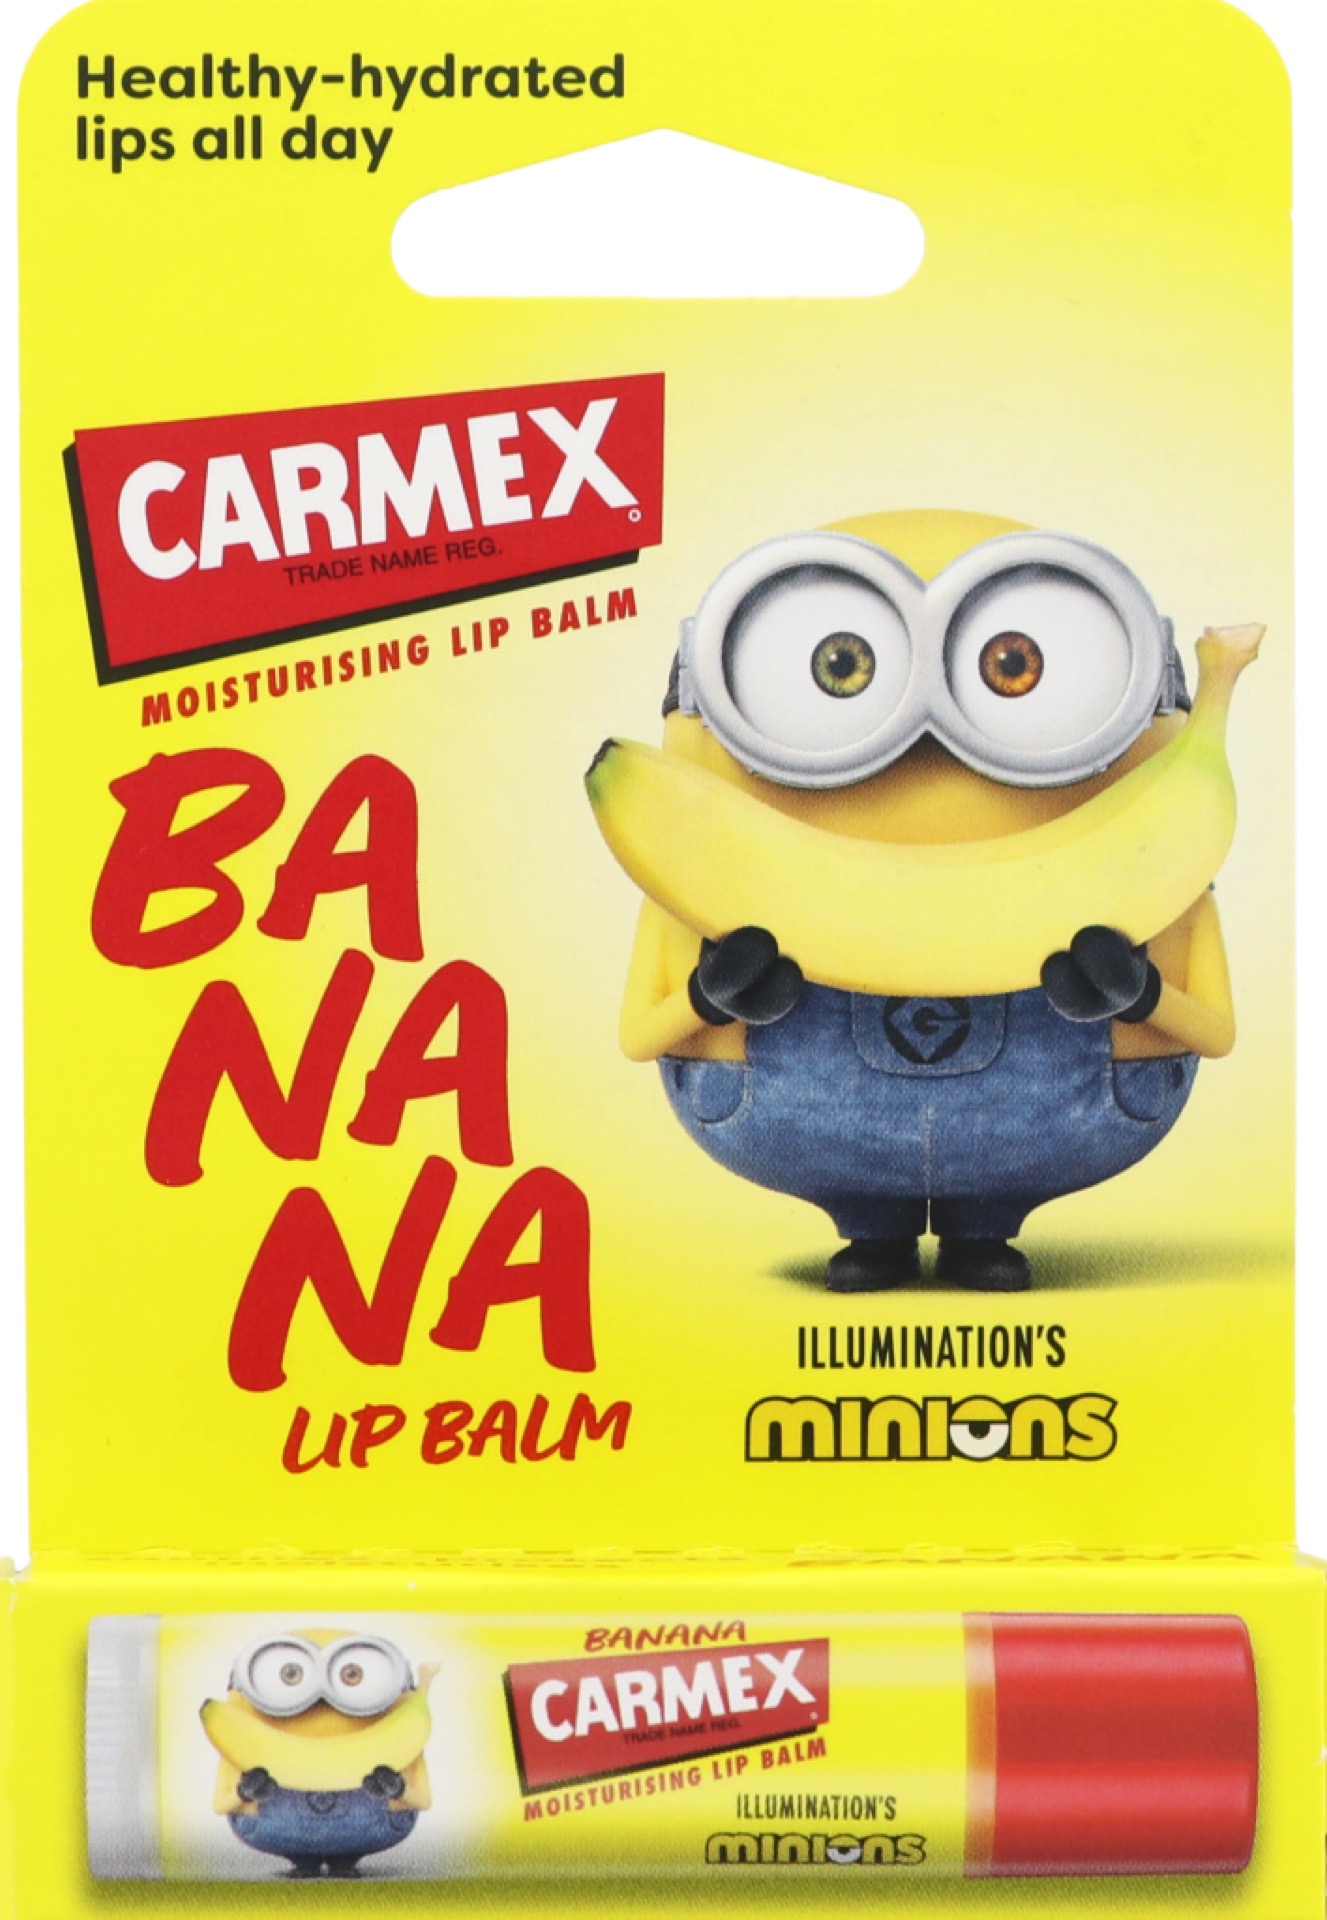 Healthy-hydrated
lips all day
CARMEX
TRADE NAME REG.
MOISTURISING LIP BALM
BA
NA
NA
LIP BALM
ILLUMINATION'S
minions
BANANA
CARMEX
TRADE NAME REG.
MOISTURISING LIP BALM
ILLUMINATION'S
minions